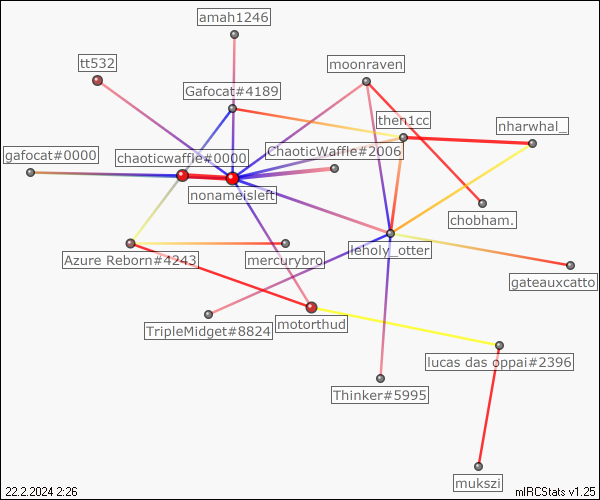 amah1246
tt532
moonraven
Gafocat#4189
then1cc
nharwhal_
gafocat#0000
chaoticwaffle#0000
ChaoticWaffle#2006
nonameisleft
chobham.
Azure Reborn#4243
mercurybro
leholy_otter
gateauxcatto
TripleMidget#8824
motorthud
lucas das oppai#2396
Thinker#5995
mukszi
22.2.2024 2:26
mIRCStats v1.25